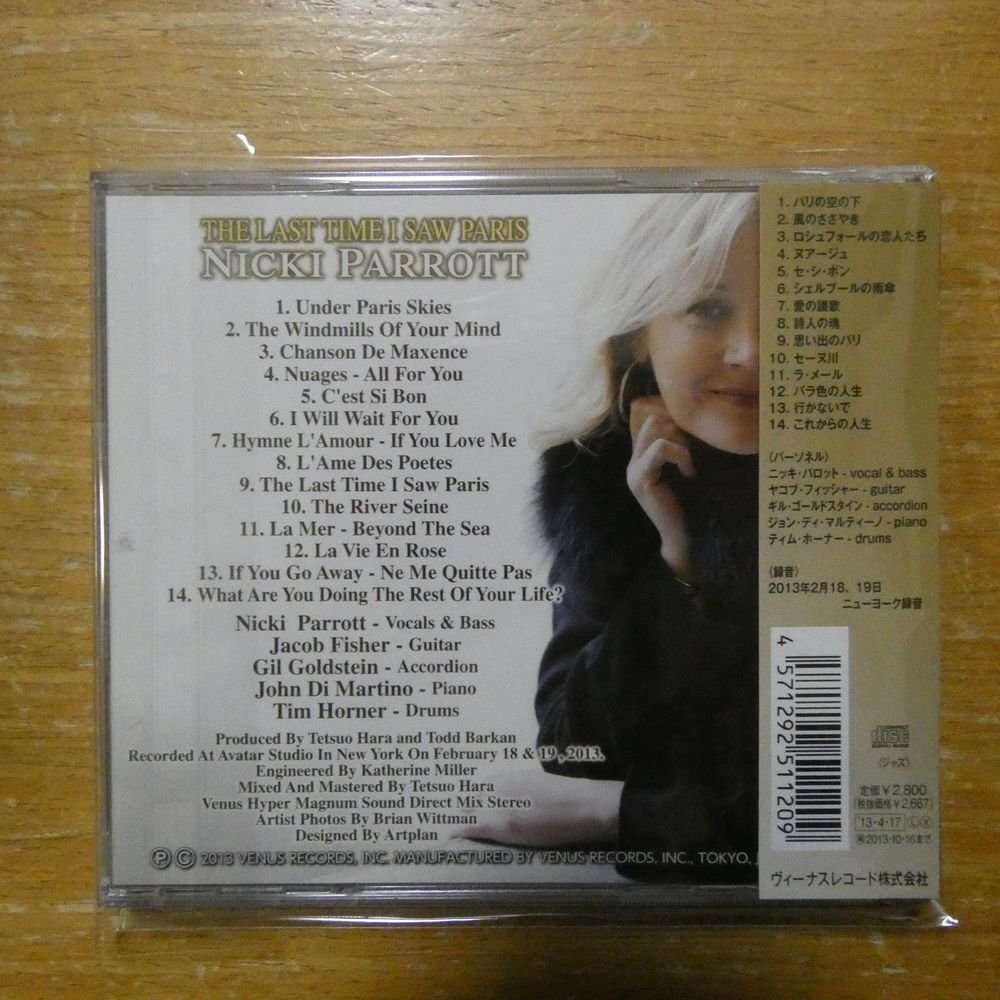 THE LAST TIME I SAW PARIS
NICKI PARROTT
1. Under Paris Skies
2. The Windmills Of Your Mind
3. Chanson De Maxence
4. Nuages - All For You
5. C'est Si Bon
6. I Will Wait For You
7. Hymne L'Amour - If You Love Me
8. L'Ame Des Poetes
9. The Last Time I Saw Paris
10. The River Seine
11. La Mer - Beyond The Sea
12. La Vie En Rose
13. If You Go Away - Ne Me Quitte Pas
14. What Are You Doing The Rest Of Your Life?
Nicki Parrott - Vocals & Bass
Jacob Fisher - Guitar
Gil Goldstein - Accordion
John Di Martino - Piano
Tim Horner - Drums
Produced By Tetsuo Hara and Todd Barkan
Recorded At Avatar Studio In New York On February 18 & 19 , 2013.
Engineered By Katherine Miller
Mixed And Mastered By Tetsuo Hara
Venus Hyper Magnum Sound Direct Mix Stereo
Artist Photos By Brian Wittman
Designed By Artplan
Ⓟ Ⓒ 2013 VENUS RECORDS, INC. MANUFACTURED BY VENUS RECORDS, INC., TOKYO,
1. パリの空の下
2. 風のささやき
3. ロシュフォールの恋人たち
4. ヌアージュ
5. セ・シ・ボン
6. シェルブールの雨傘
7. 愛の讃歌
8. 詩人の魂
9. 思い出のパリ
10. セーヌ川
11. ラ・メール
12. バラ色の人生
13. 行かないで
14. これからの人生
〈パーソネル〉
ニッキ・パロット - vocal & bass
ヤコブ・フィッシャー - guitar
ギル・ゴールドスタイン - accordion
ジョン・ディ・マルティーノ - piano
ティム・ホーナー - drums
〈録音〉
2013年2月18、19日
ニューヨーク録音
4 571292 511209
COMPACT
DISC
DIGITAL AUDIO
〈ジャズ〉
定価￥2,800
(税抜価格￥2,667)
'13・4・17 Ⓛ Ⓧ
2013・10・16まで
ヴィーナスレコード株式会社